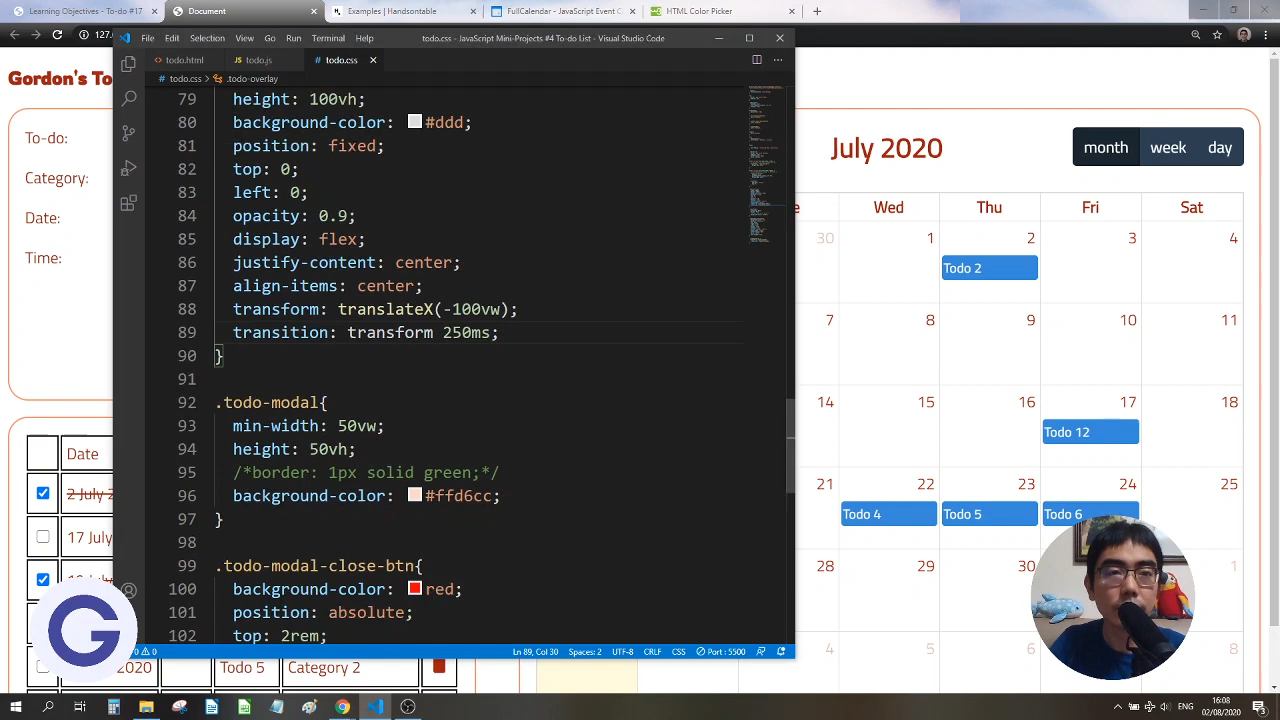 Learning Objectives - To-do #17
Document
Examples | Handsontable
FullCalendar - JavaScript Event C
HTML Color Picker
127.
File Edit Selection View Go Run Terminal Help
todo.css - JavaScript Mini-Projects #4 To-do List - Visual Studio Code
todo.html
todo.js
todo.css
todo.css > .todo-overlay
79 height: 100vh;
80 background-color: #ddd;
81 position: fixed;
82 top: 0;
83 left: 0;
84 opacity: 0.9;
85 display: flex;
86 justify-content: center;
87 align-items: center;
88 transform: translateX(-100vw);
89 transition: transform 250ms;
90 }
91
92 .todo-modal{
93 min-width: 50vw;
94 height: 50vh;
95 /*border: 1px solid green;*/
96 background-color: #ffd6cc;
97 }
98
99 .todo-modal-close-btn{
100 background-color: red;
101 position: absolute;
102 top: 2rem;
0 0
Ln 89, Col 30 Spaces: 2 UTF-8 CRLF CSS Port : 5500
Gordon's To
To-do:
Category:
Date:
Time:
Date
2 July 2
17 July
2020 Todo 5 Category 2
July 2020
month week day
e Wed Thu Fri Sat
30 1 2 3 4
Todo 2
7 8 9 10 11
14 15 16 17 18
Todo 12
21 22 23 24 25
Todo 4 Todo 5 Todo 6
28 29 30 1
4 5 6 8
G
ENG
16:08
02/08/2020